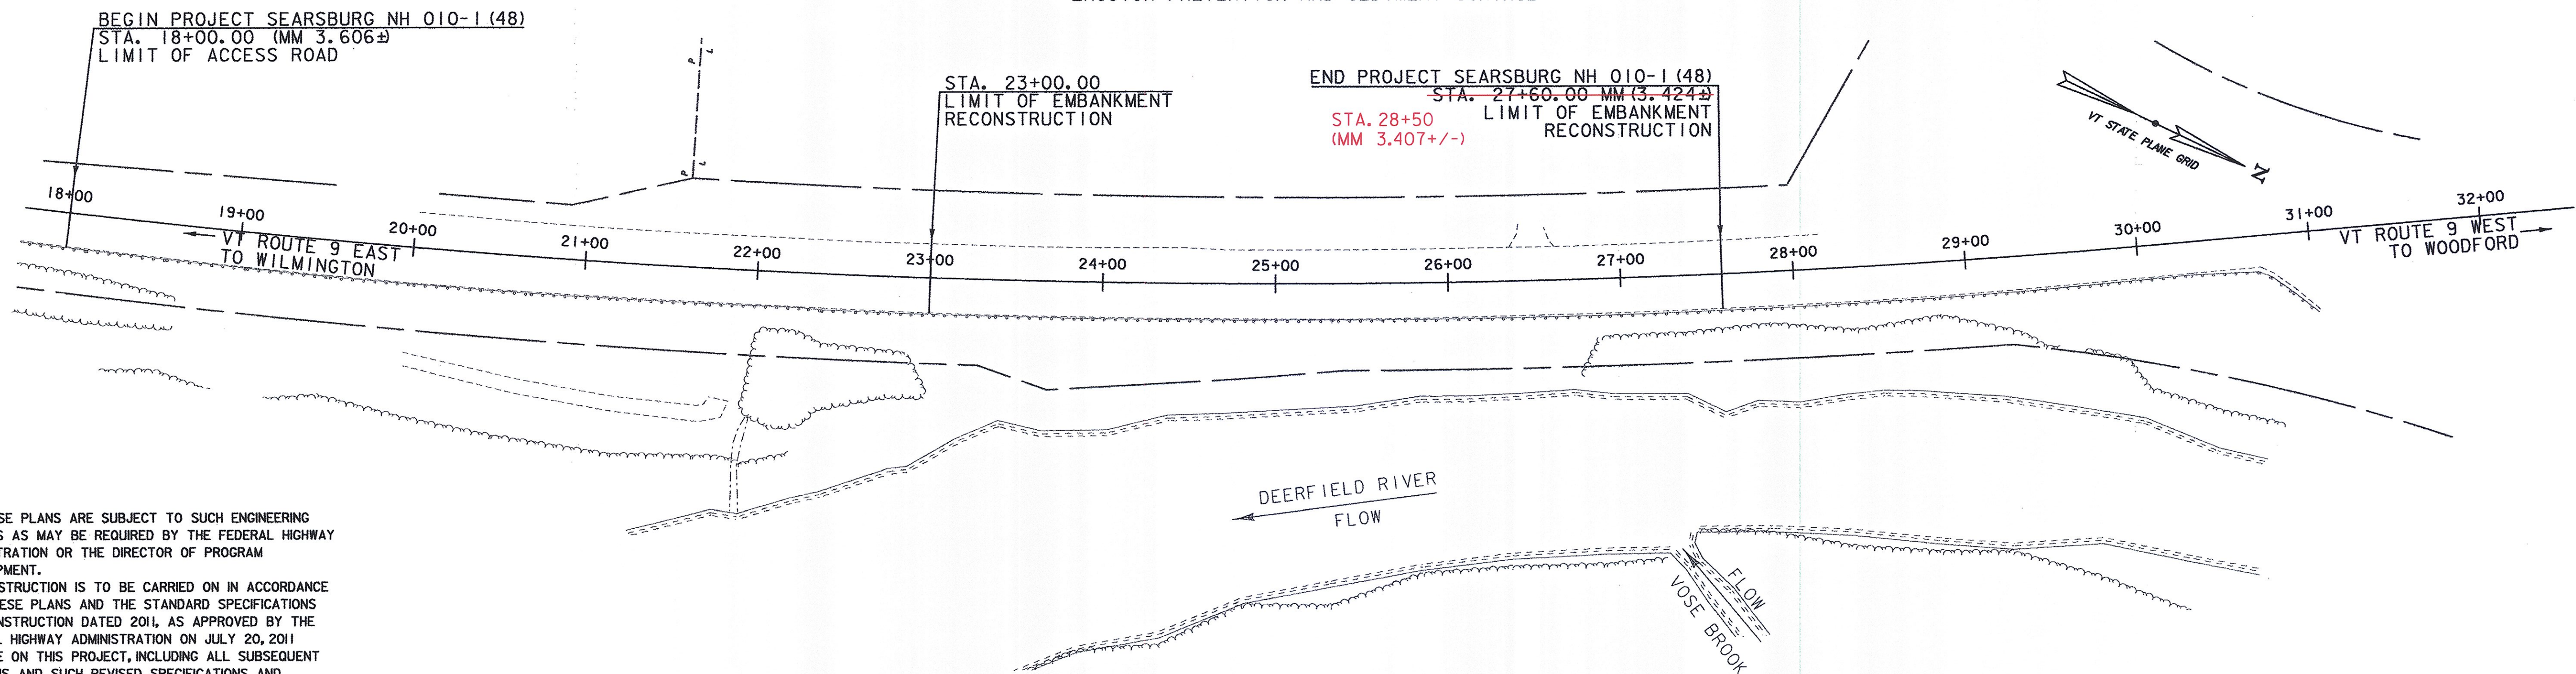 BEGIN PROJECT SEARSBURG NH 010-1(48)
STA. 18+00.00 (MM 3.606±)
LIMIT OF ACCESS ROAD
STA. 23+00.00
LIMIT OF EMBANKMENT
RECONSTRUCTION
END PROJECT SEARSBURG NH 010-1(48)
STA. 27+60.00 MM (3.424±)
LIMIT OF EMBANKMENT
RECONSTRUCTION
STA. 28+50
(MM 3.407+/-)
VT STATE PLANE GRID
N
P L
P L
18+00
19+00
20+00
21+00
22+00
23+00
24+00
25+00
26+00
27+00
28+00
29+00
30+00
31+00
32+00
VT ROUTE 9 EAST
TO WILMINGTON
VT ROUTE 9 WEST
TO WOODFORD
DEERFIELD RIVER
FLOW
FLOW
VOSE BROOK
SE PLANS ARE SUBJECT TO SUCH ENGINEERING
S AS MAY BE REQUIRED BY THE FEDERAL HIGHWAY
TRATION OR THE DIRECTOR OF PROGRAM
PMENT.
STRUCTION IS TO BE CARRIED ON IN ACCORDANCE
ESE PLANS AND THE STANDARD SPECIFICATIONS
NSTRUCTION DATED 2011, AS APPROVED BY THE
L HIGHWAY ADMINISTRATION ON JULY 20, 2011
E ON THIS PROJECT, INCLUDING ALL SUBSEQUENT
NS AND SUCH REVISED SPECIFICATIONS AND